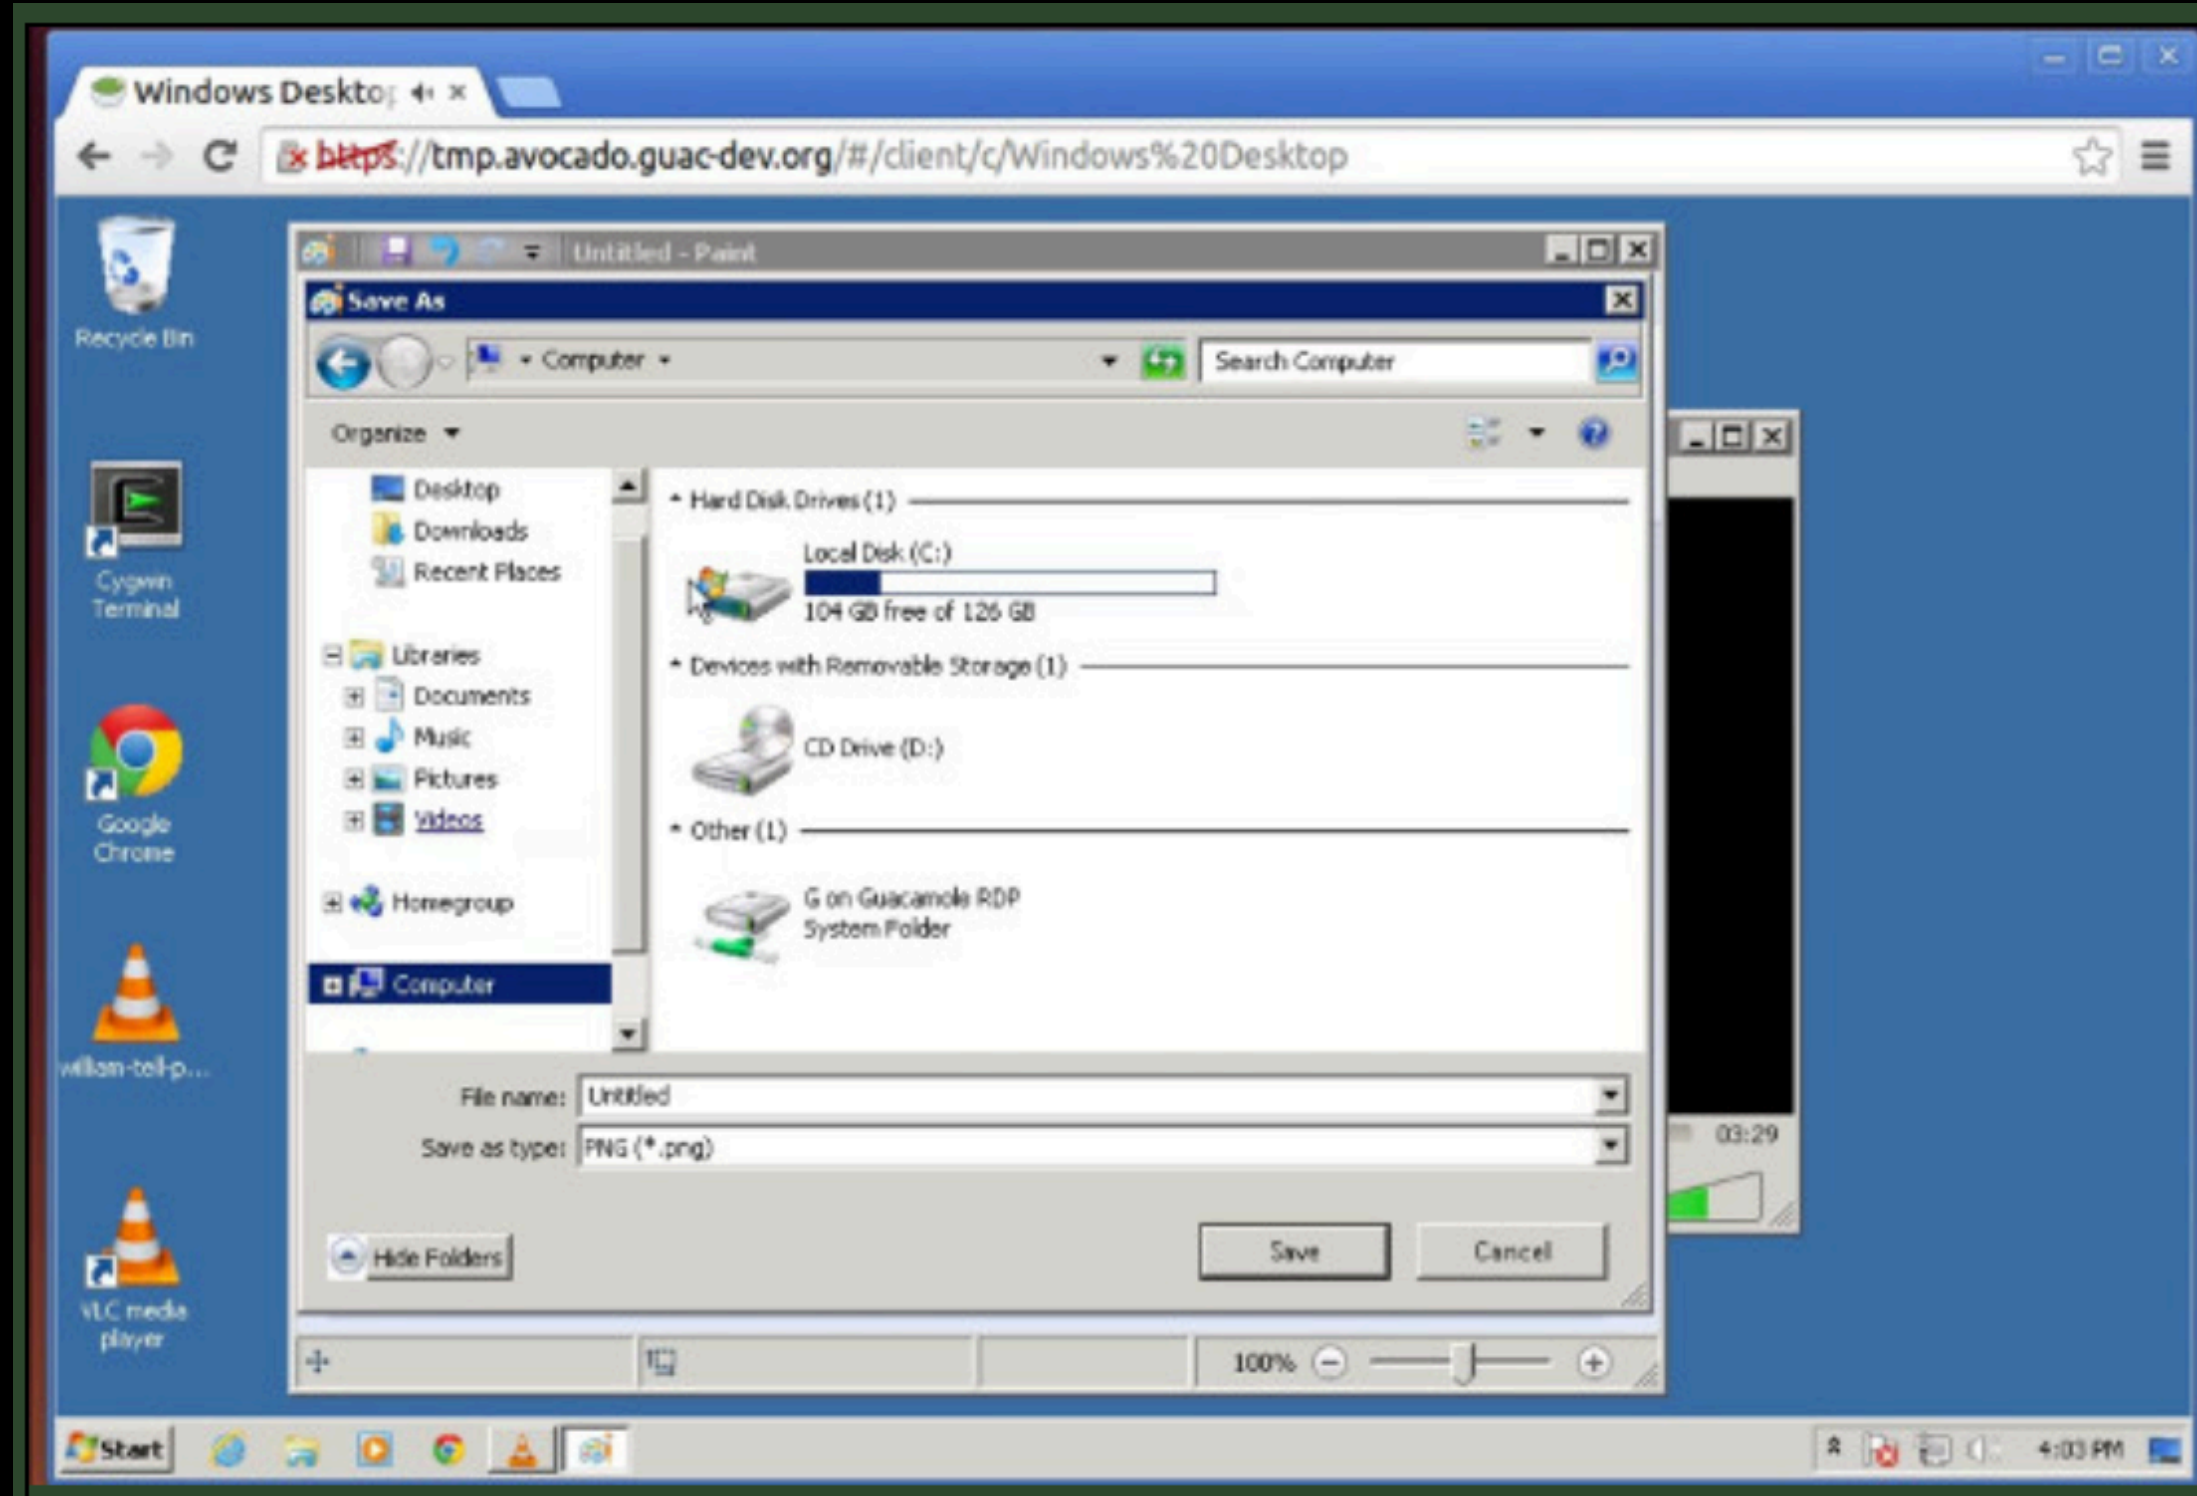 Windows Desktop
https://tmp.avocado.guac-dev.org/#/client/c/Windows%20Desktop
Recycle Bin
Untitled - Paint
Save As
Computer
Search Computer
Organize
Desktop
Downloads
Recent Places
Libraries
Documents
Music
Pictures
Videos
Homegroup
Computer
Hard Disk Drives (1)
Local Disk (C:)
104 GB free of 126 GB
Devices with Removable Storage (1)
CD Drive (D:)
Other (1)
G on Guacamole RDP
System Folder
Cygwin
Terminal
Google
Chrome
william-tell-p...
VLC media
player
File name: Untitled
Save as type: PNG (*.png)
03:29
Hide Folders
Save
Cancel
100%
Start
4:03 PM